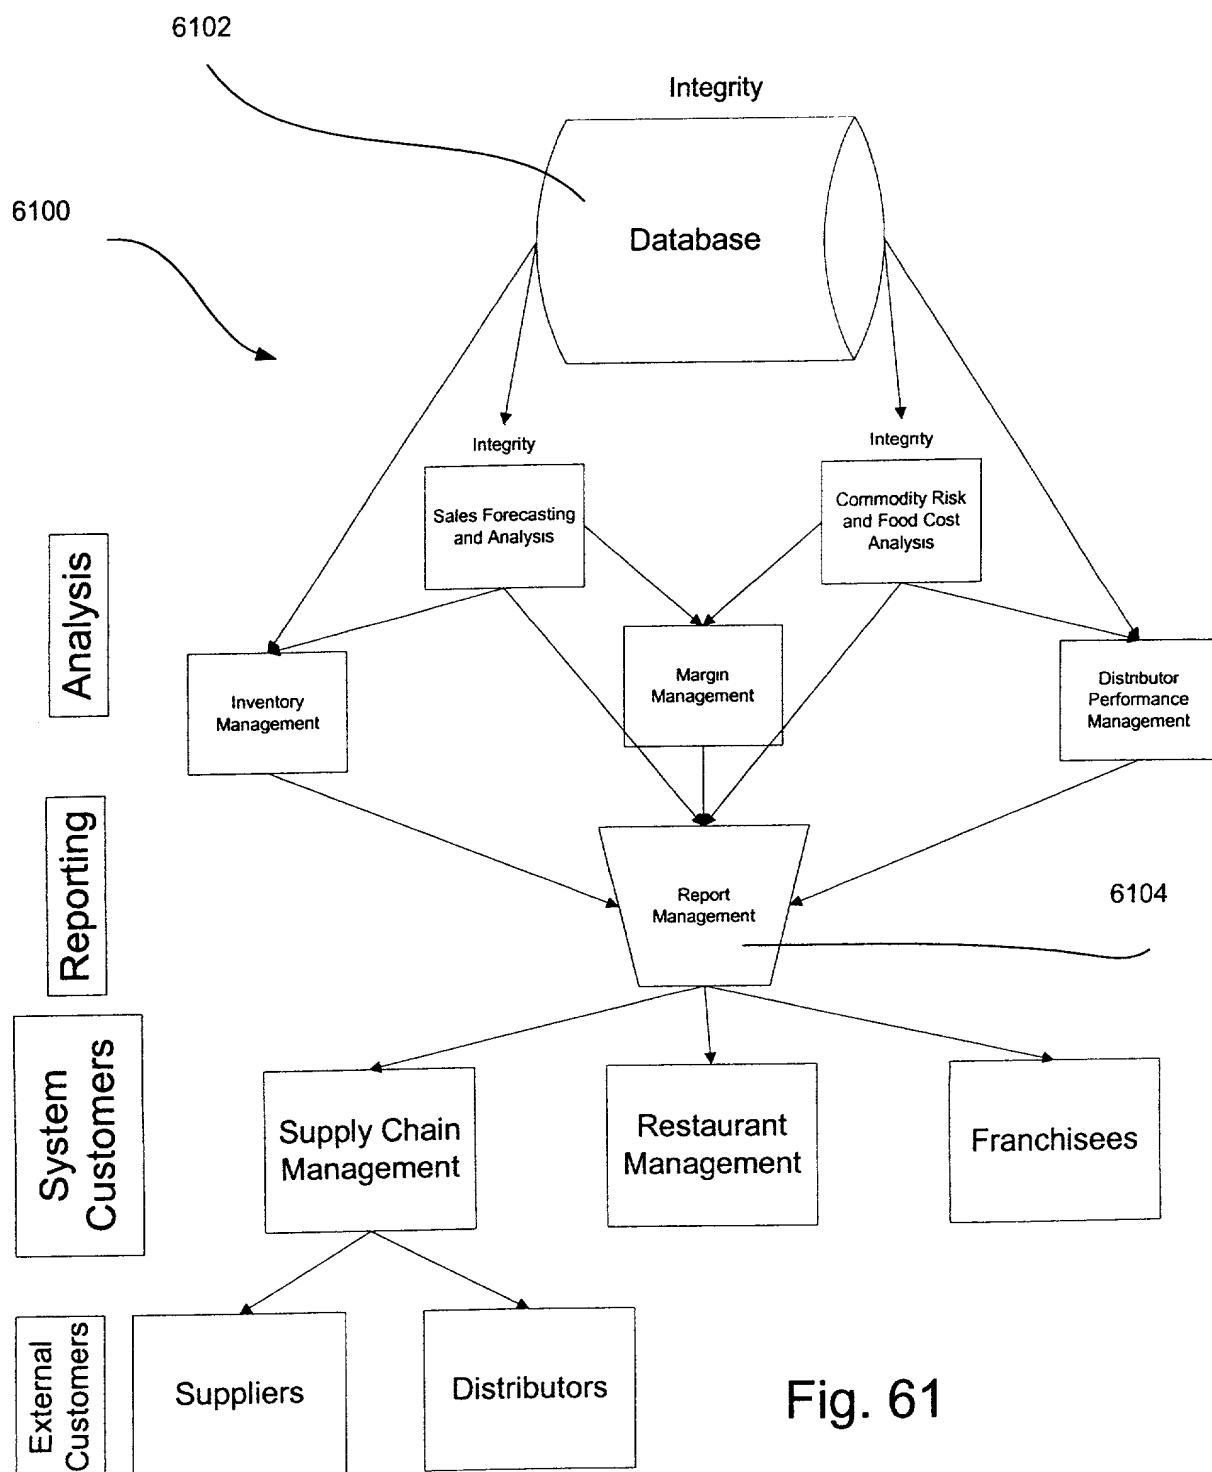 6102
Integrity
6100
Database
Integrity
Integrity
Sales Forecasting
and Analysis
Commodity Risk
and Food Cost
Analysis
Analysis
Inventory
Management
Margin
Management
Distributor
Performance
Management
Reporting
Report
Management
6104
System
Customers
Supply Chain
Management
Restaurant
Management
Franchisees
External
Customers
Suppliers
Distributors
Fig. 61